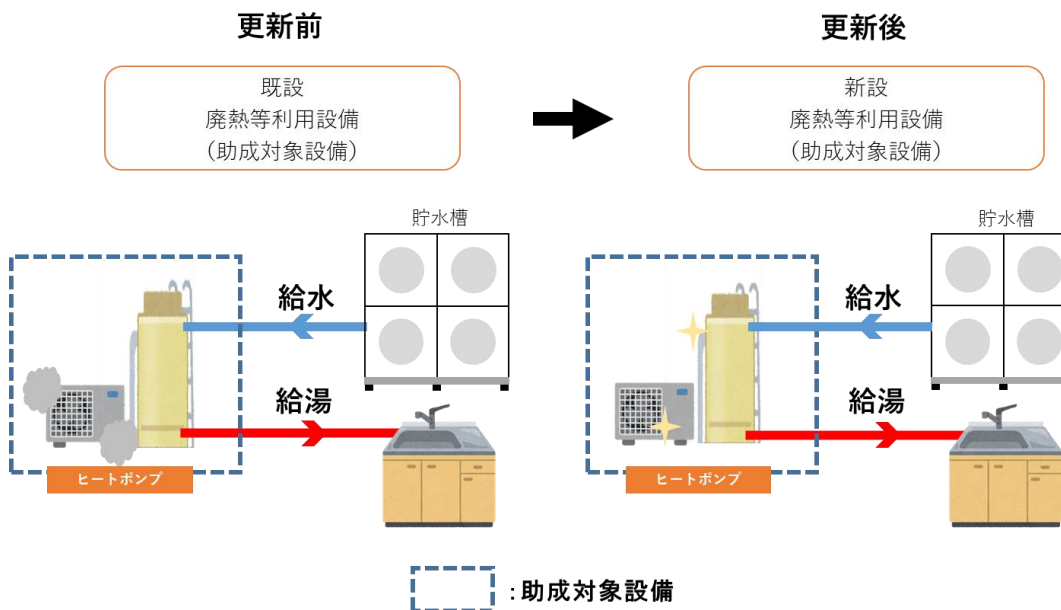 更新前
更新後
既設
廃熱等利用設備
(助成対象設備)
新設
廃熱等利用設備
(助成対象設備)
貯水槽
給水
給湯
ヒートポンプ
貯水槽
給水
給湯
ヒートポンプ
:助成対象設備